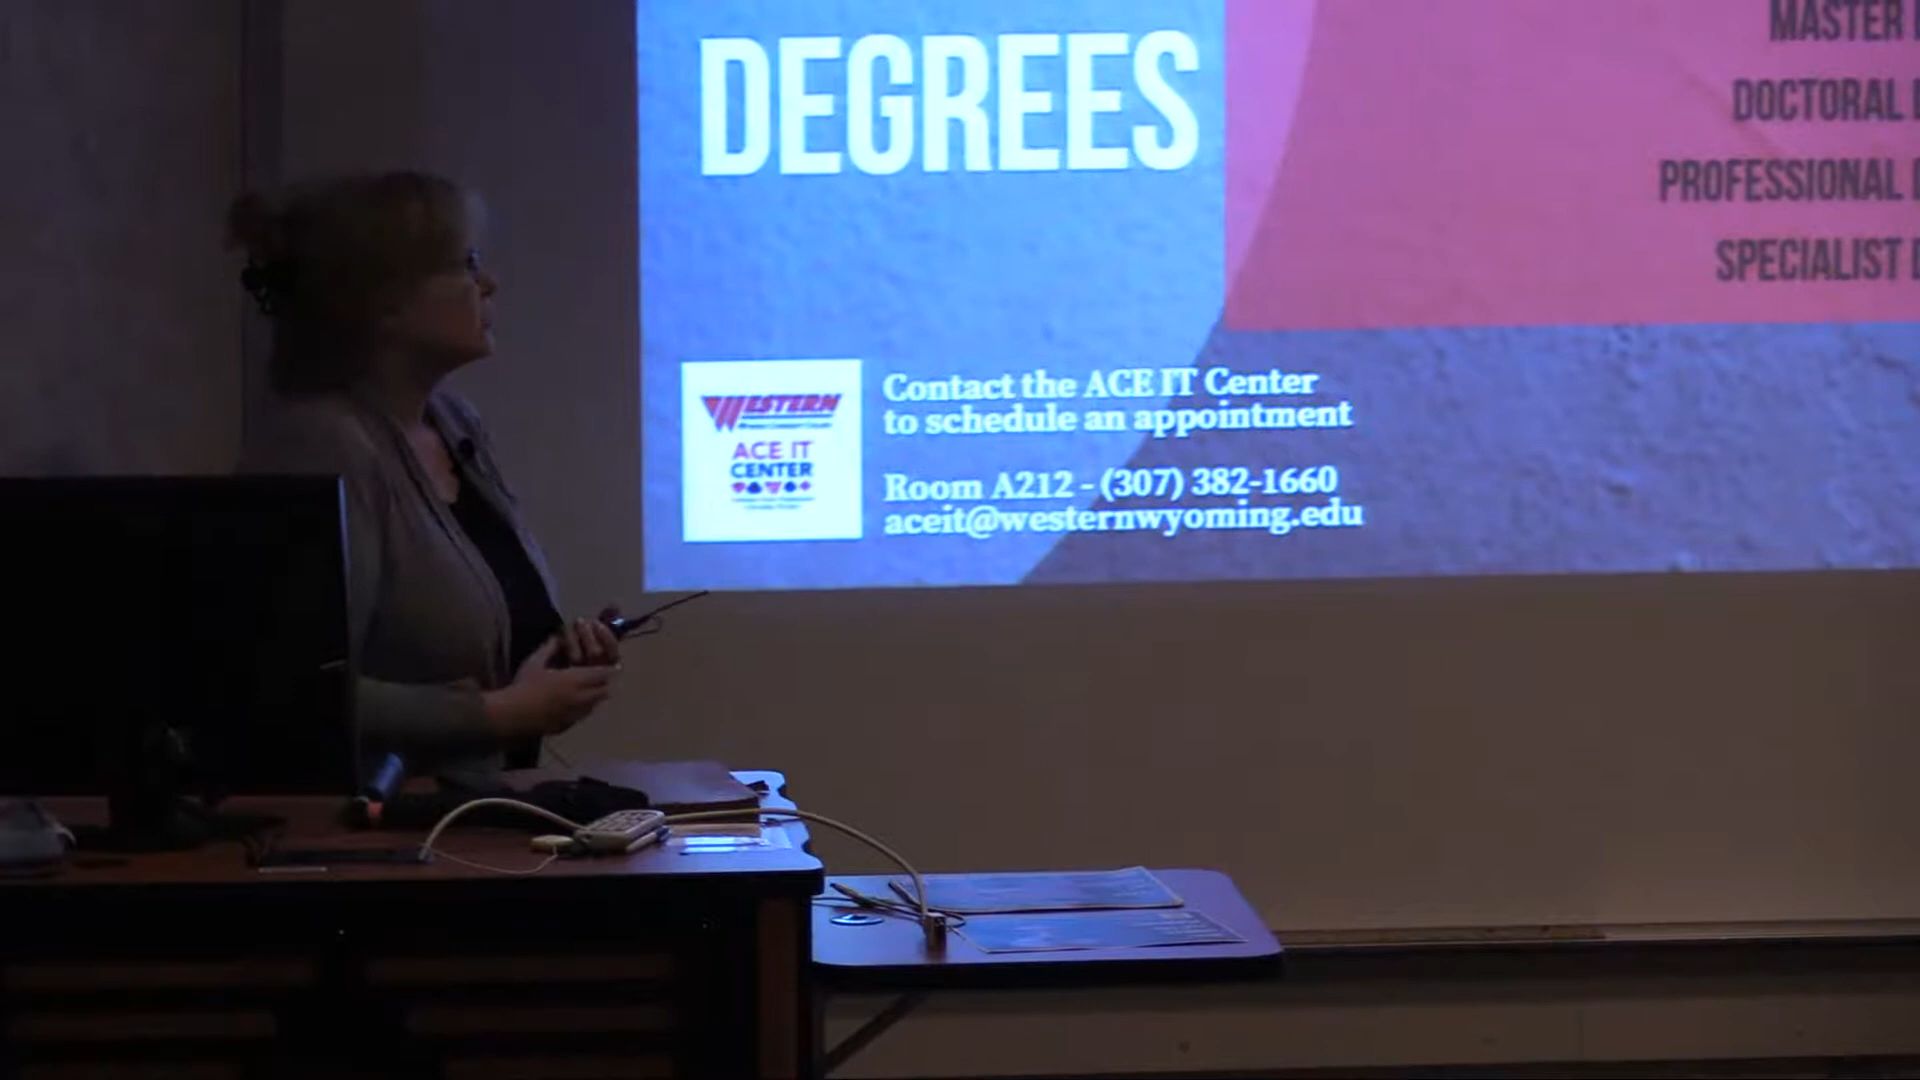 DEGREES
MASTER
DOCTORAL
PROFESSIONAL
SPECIALIST
WESTERN
ACE IT
CENTER
Contact the ACE IT Center
to schedule an appointment
Room A212 - (307) 382-1660
aceit@westernwyoming.edu